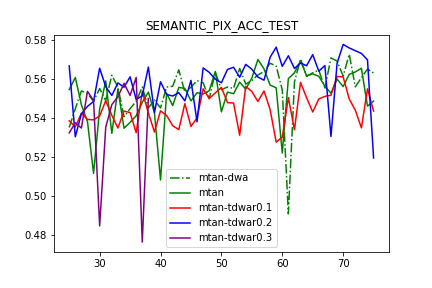 SEMANTIC_PIX_ACC_TEST
0.58
0.56
0.54
0.52
0.50
0.48
mtan-dwa
mtan
mtan-tdwar0.1
mtan-tdwar0.2
mtan-tdwar0.3
30 40 50 60 70